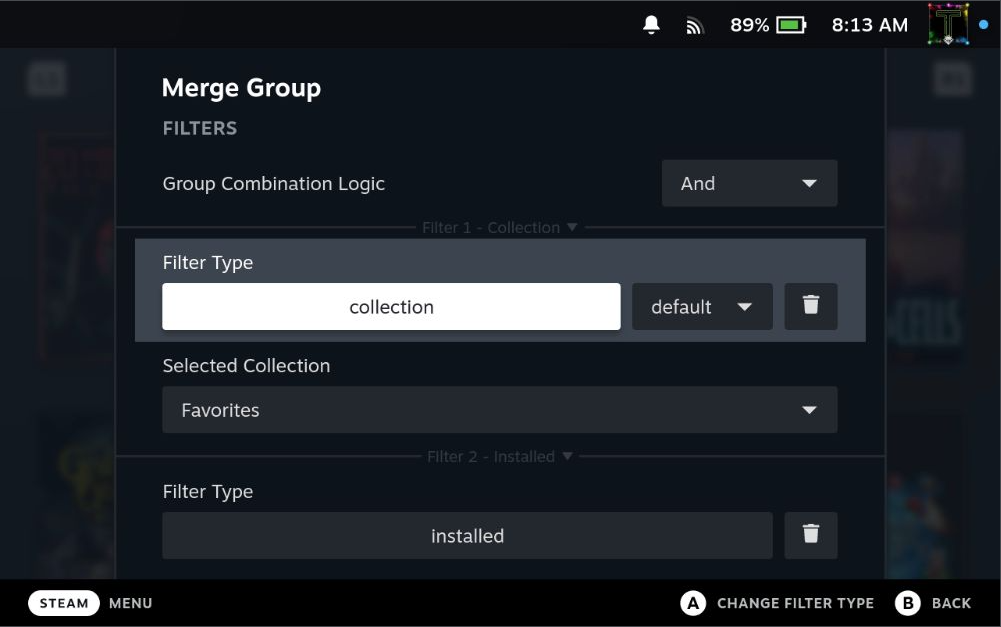 89% 8:13 AM
Merge Group
FILTERS
Group Combination Logic And
Filter 1 - Collection ▼
Filter Type
collection default
Selected Collection
Favorites
Filter 2 - Installed ▼
Filter Type
installed
STEAM MENU A CHANGE FILTER TYPE B BACK
CELLS